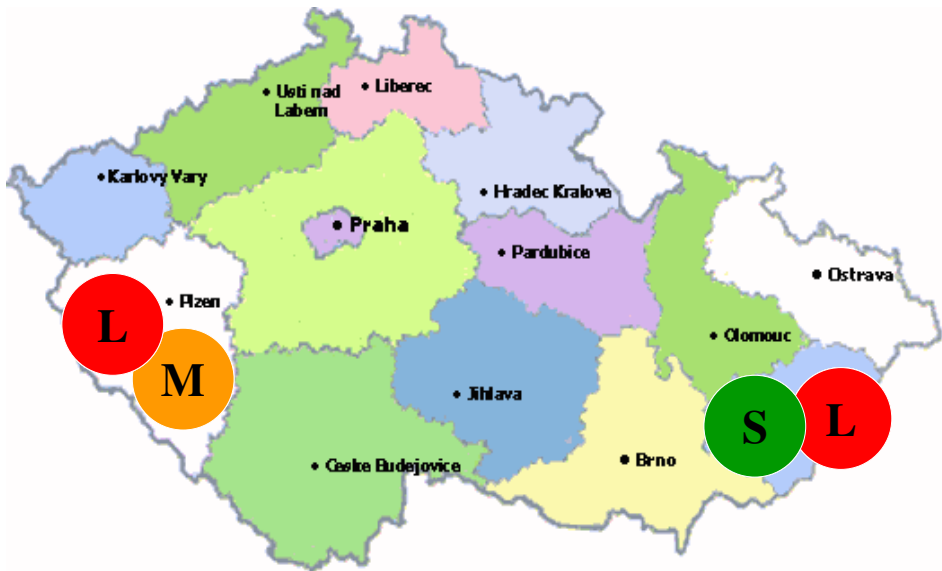 Liberec
Usti nad
Labem
Karlovy Vary
Hradec Kralove
Praha
Pardubice
Ostrava
Plzen
L
Olomouc
M
Jihlava
L
S
Brno
Ceske Budejovice